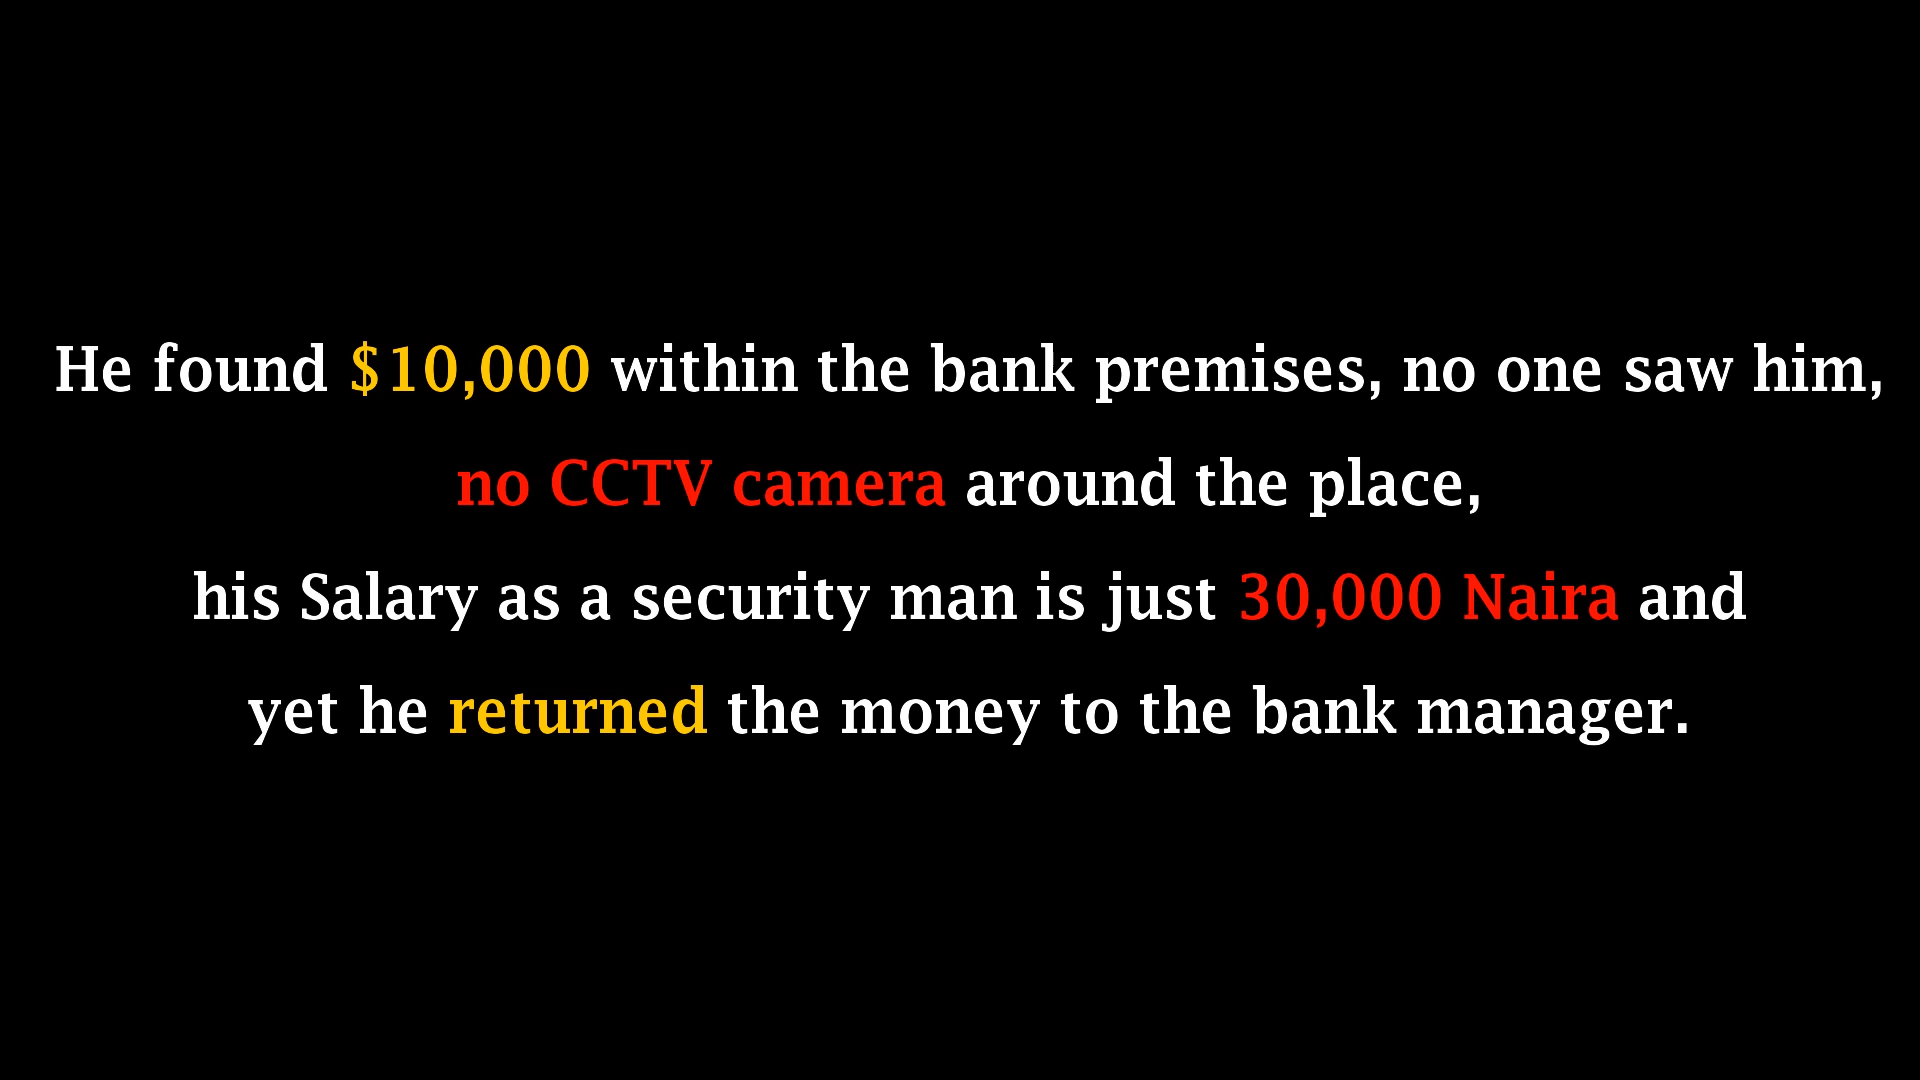 He found $10,000 within the bank premises, no one saw him,
no CCTV camera around the place,
his Salary as a security man is just 30,000 Naira and
yet he returned the money to the bank manager.